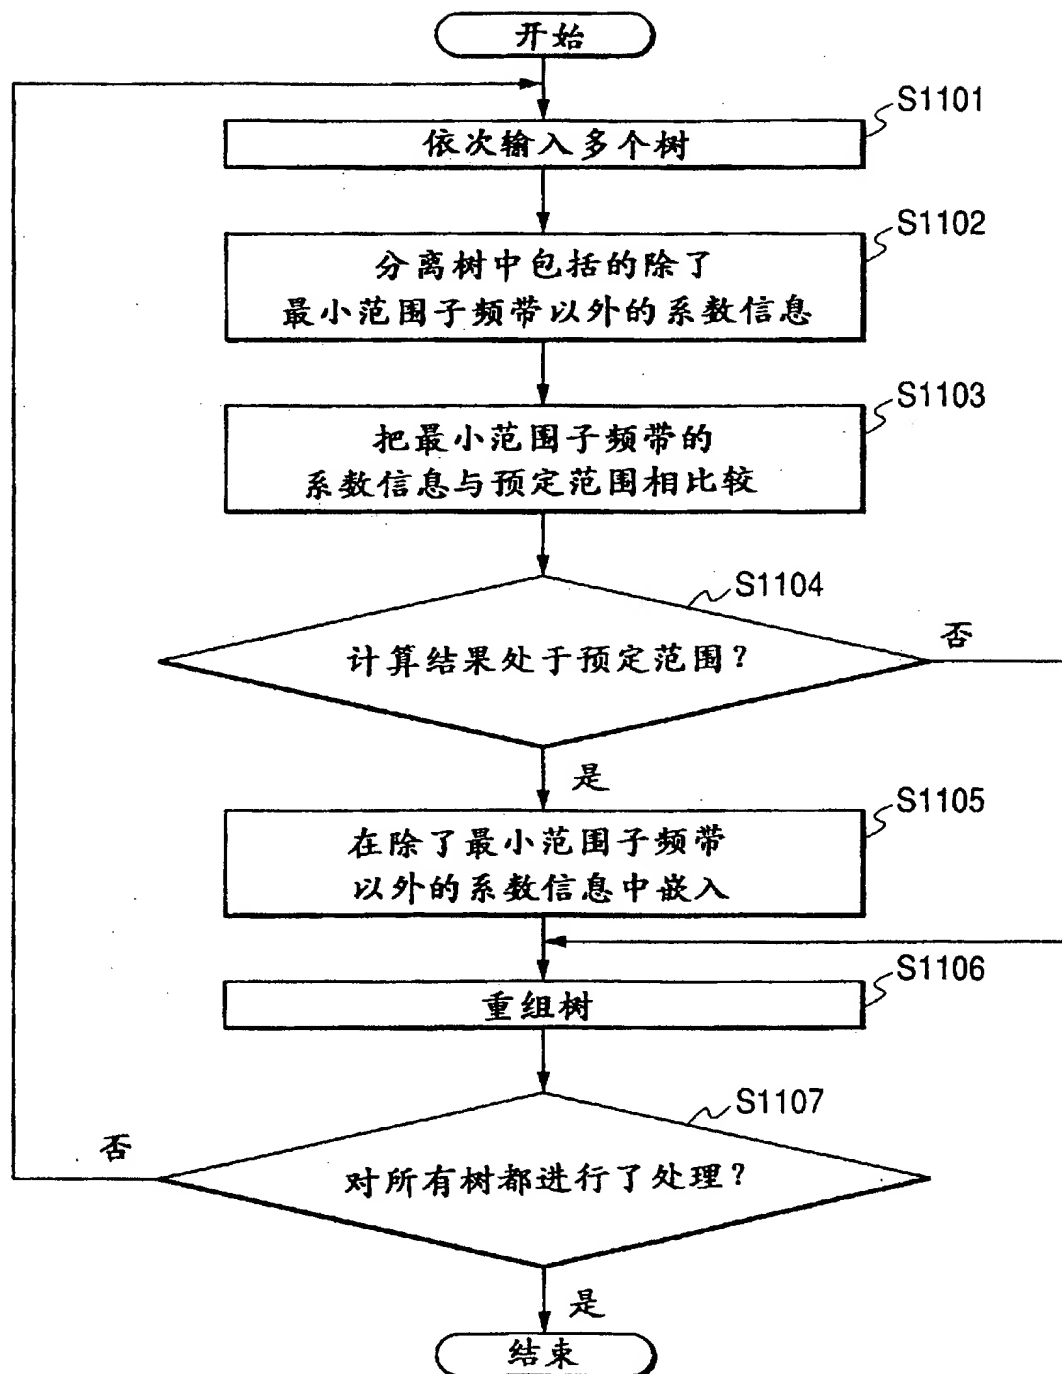 开始
S1101
依次输入多个树
S1102
分离树中包括的除了
最小范围子频带以外的系数信息
S1103
把最小范围子频带的
系数信息与预定范围相比较
S1104
计算结果处于预定范围?
否
是
S1105
在除了最小范围子频带
以外的系数信息中嵌入
S1106
重组树
S1107
否
对所有树都进行了处理?
是
结束